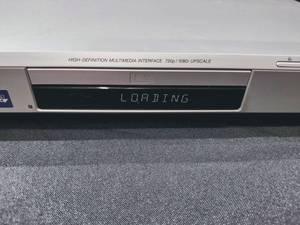 HIGH-DEFINITION MULTIMEDIA INTERFACE 720p / 1080i UPSCALE
LOADING